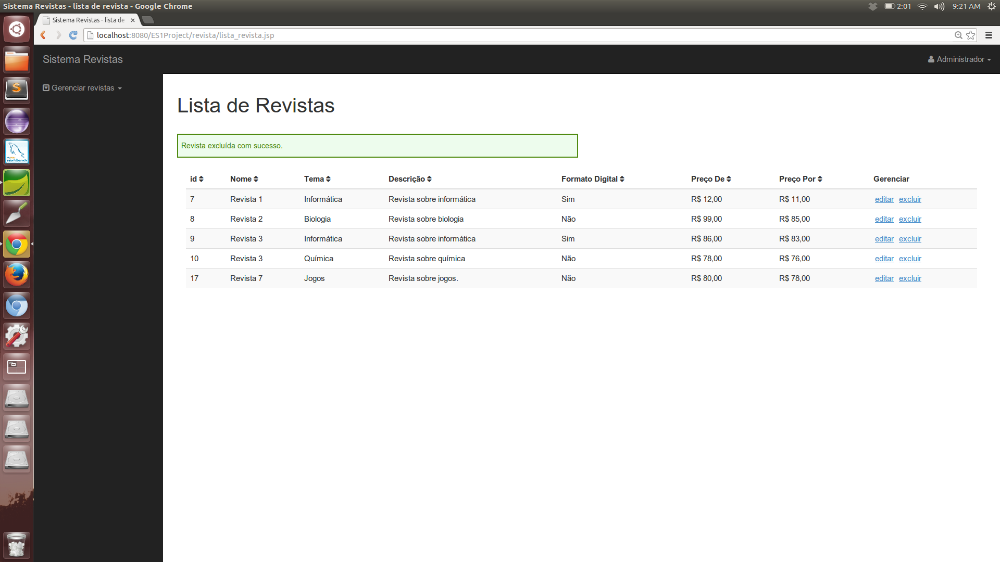 Sistema Revistas - lista de revista - Google Chrome
2:01
9:21 AM
Sistema Revistas - lista de
localhost:8080/ES1Project/revista/lista_revista.jsp
Sistema Revistas
Administrador
Gerenciar revistas
Lista de Revistas
Revista excluída com sucesso.
id Nome Tema Descrição Formato Digital Preço De Preço Por Gerenciar
7 Revista 1 Informática Revista sobre informática Sim R$ 12,00 R$ 11,00 editar excluir
8 Revista 2 Biologia Revista sobre biologia Não R$ 99,00 R$ 85,00 editar excluir
9 Revista 3 Informática Revista sobre informática Sim R$ 86,00 R$ 83,00 editar excluir
10 Revista 3 Química Revista sobre química Não R$ 78,00 R$ 76,00 editar excluir
17 Revista 7 Jogos Revista sobre jogos. Não R$ 80,00 R$ 78,00 editar excluir